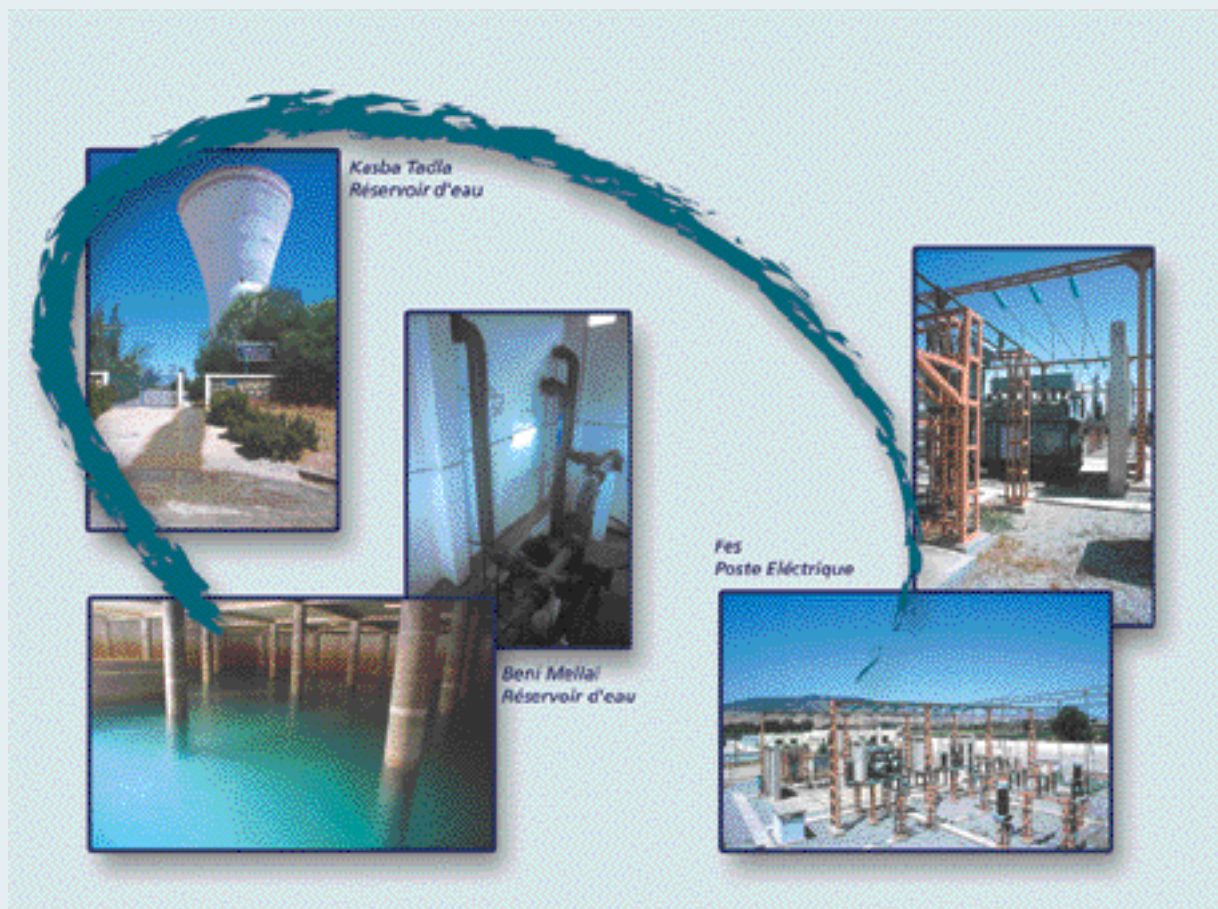 Kasba Tadla
Réservoir d'eau
Beni Mellal
Réservoir d'eau
Fes
Poste Eléctrique